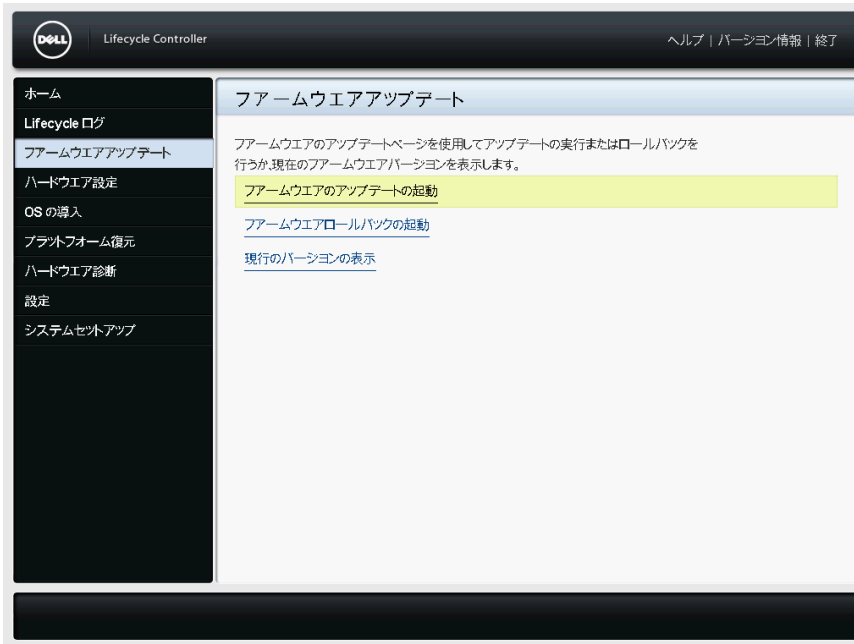 DELL
Lifecycle Controller
ヘルプ | バージョン情報 | 終了
ホーム
Lifecycle ログ
ファームウエアアップデート
ハードウエア設定
OS の導入
プラットフォーム復元
ハードウエア診断
設定
システムセットアップ
ファームウエアアップデート
ファームウエアのアップデートページを使用してアップデートの実行またはロールバックを
行うか、現在のファームウエアバージョンを表示します。
ファームウエアのアップデートの起動
ファームウエアロールバックの起動
現行のバージョンの表示